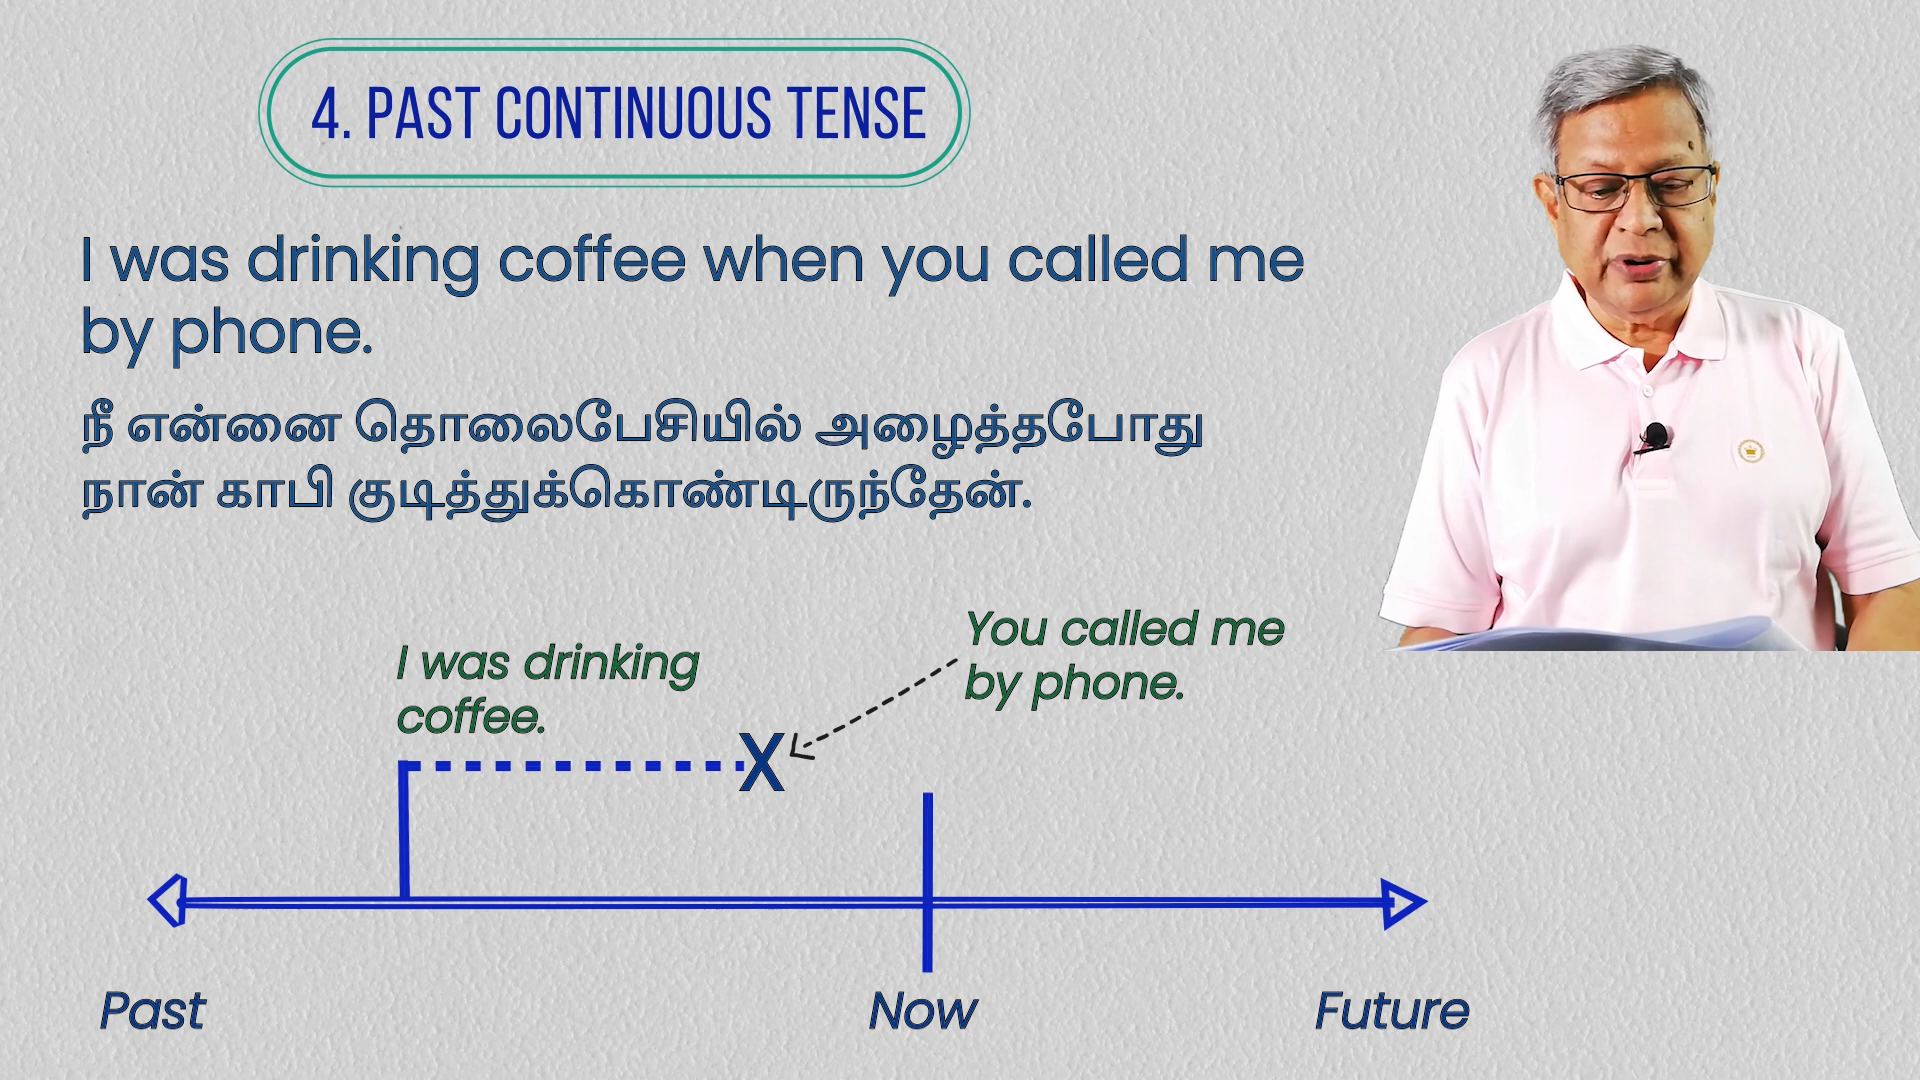 4. PAST CONTINUOUS TENSE
I was drinking coffee when you called me
by phone.
நீ என்னை தொலைபேசியில் அழைத்தபோது
நான் காபி குடித்துக்கொண்டிருந்தேன்.
I was drinking
coffee.
You called me
by phone.
X
Past
Now
Future